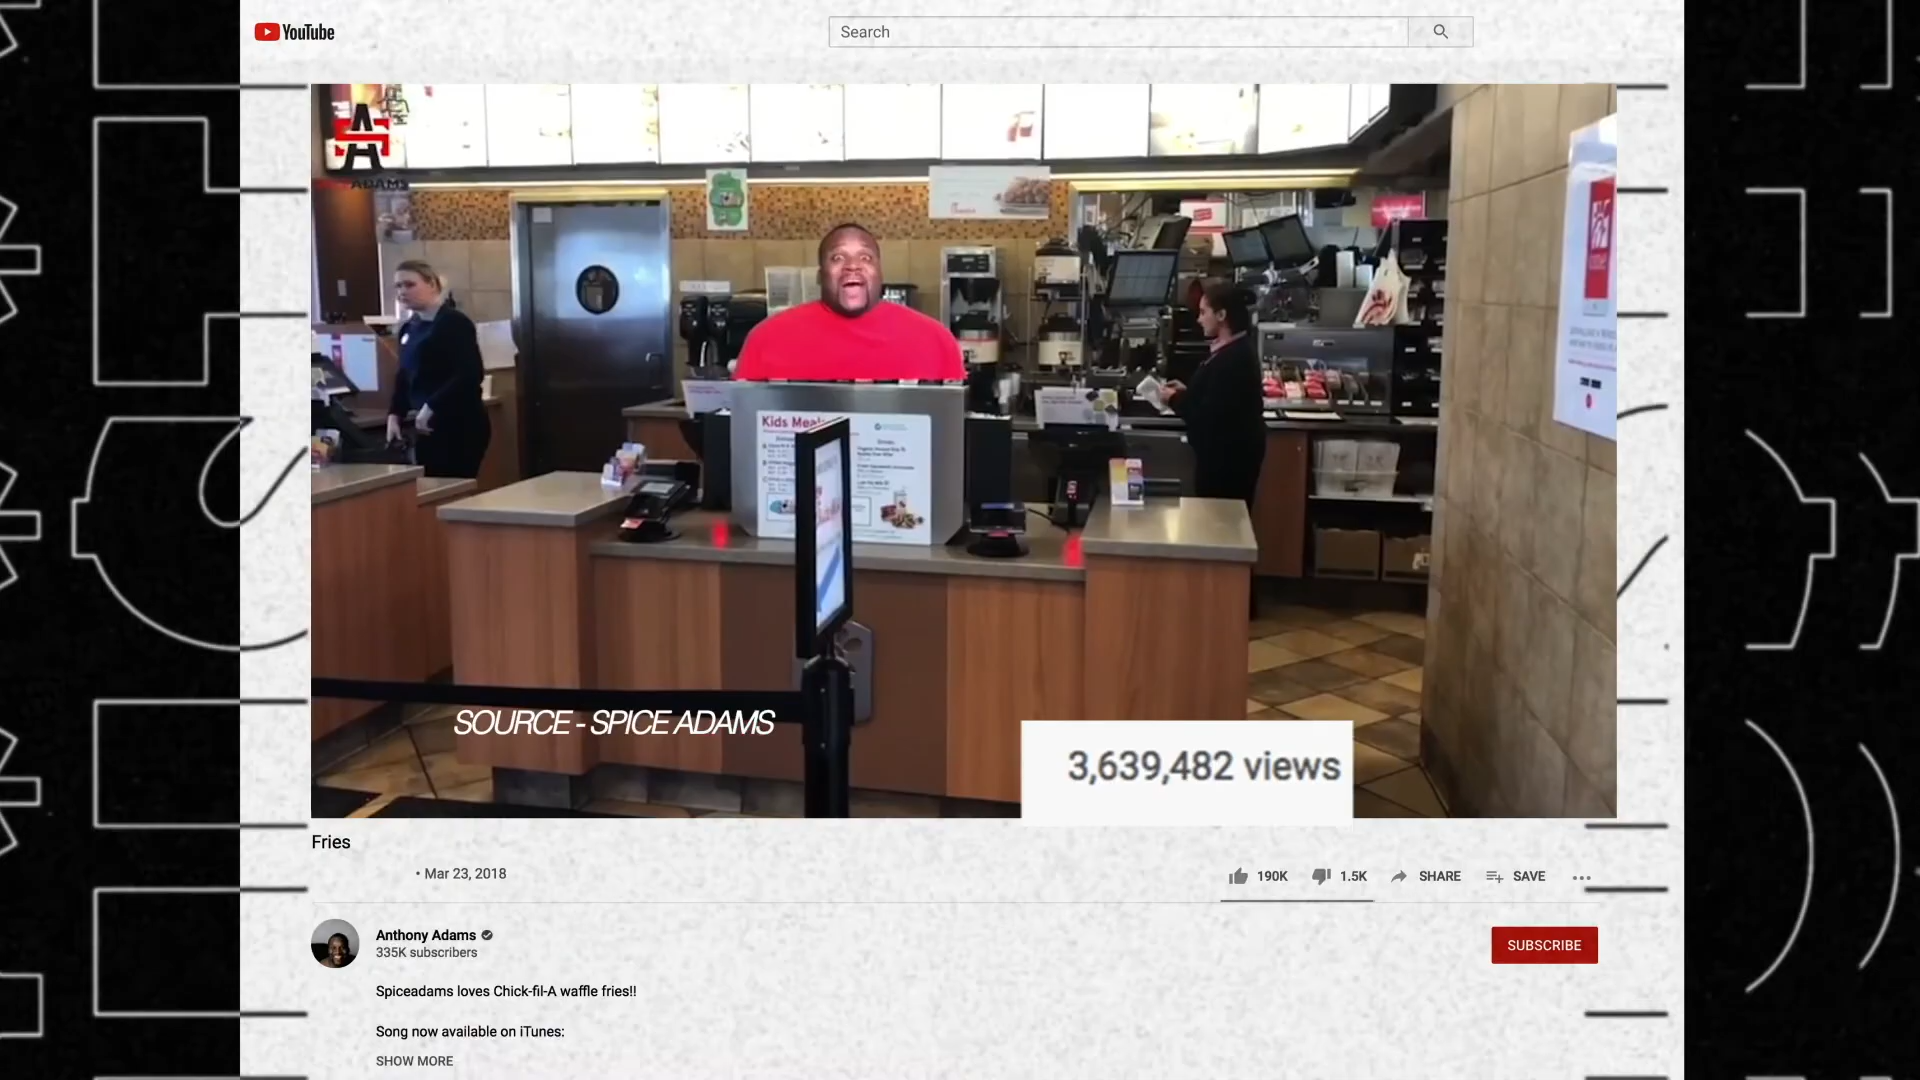 YouTube
Search
ADAMS
Kids Meal
SOURCE - SPICE ADAMS
3,639,482 views
Fries
• Mar 23, 2018
190K
1.5K
SHARE
SAVE
Anthony Adams
335K subscribers
SUBSCRIBE
Spiceadams loves Chick-fil-A waffle fries!!
Song now available on iTunes:
SHOW MORE